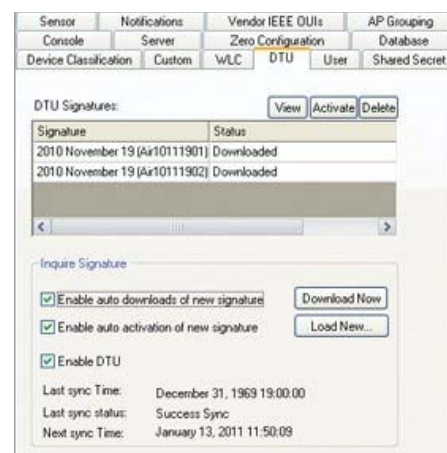 Sensor Notifications Vendor IEEE OUIs AP Grouping
Console Server Zero Configuration Database
Device Classification Custom WLC DTU User Shared Secret
DTU Signatures: View Activate Delete
Signature Status
2010 November 19 (Air10111901) Downloaded
2010 November 19 (Air10111902) Downloaded
Inquire Signature
Enable auto downloads of new signature Download Now
Enable auto activation of new signature Load New...
Enable DTU
Last sync Time: December 31, 1969 19:00:00
Last sync status: Success Sync
Next sync Time: January 13, 2011 11:50:09